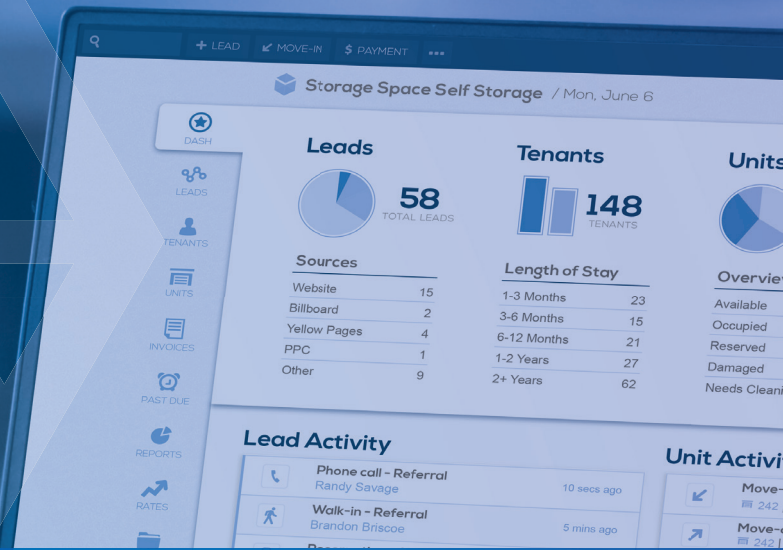 + LEAD MOVE-IN $ PAYMENT
Storage Space Self Storage / Mon, June 6
DASH
LEADS
TENANTS
UNITS
INVOICES
PAST DUE
REPORTS
RATES
Leads
58
TOTAL LEADS
Sources
Website 15
Billboard 2
Yellow Pages 4
PPC 1
Other 9
Tenants
148
TENANTS
Length of Stay
1-3 Months 23
3-6 Months 15
6-12 Months 21
1-2 Years 27
2+ Years 62
Units
Overvie
Available
Occupied
Reserved
Damaged
Needs Cleani
Lead Activity
Phone call - Referral
Randy Savage
10 secs ago
Walk-in - Referral
Brandon Briscoe
5 mins ago
Unit Activi
Move-
242
Move-o
242